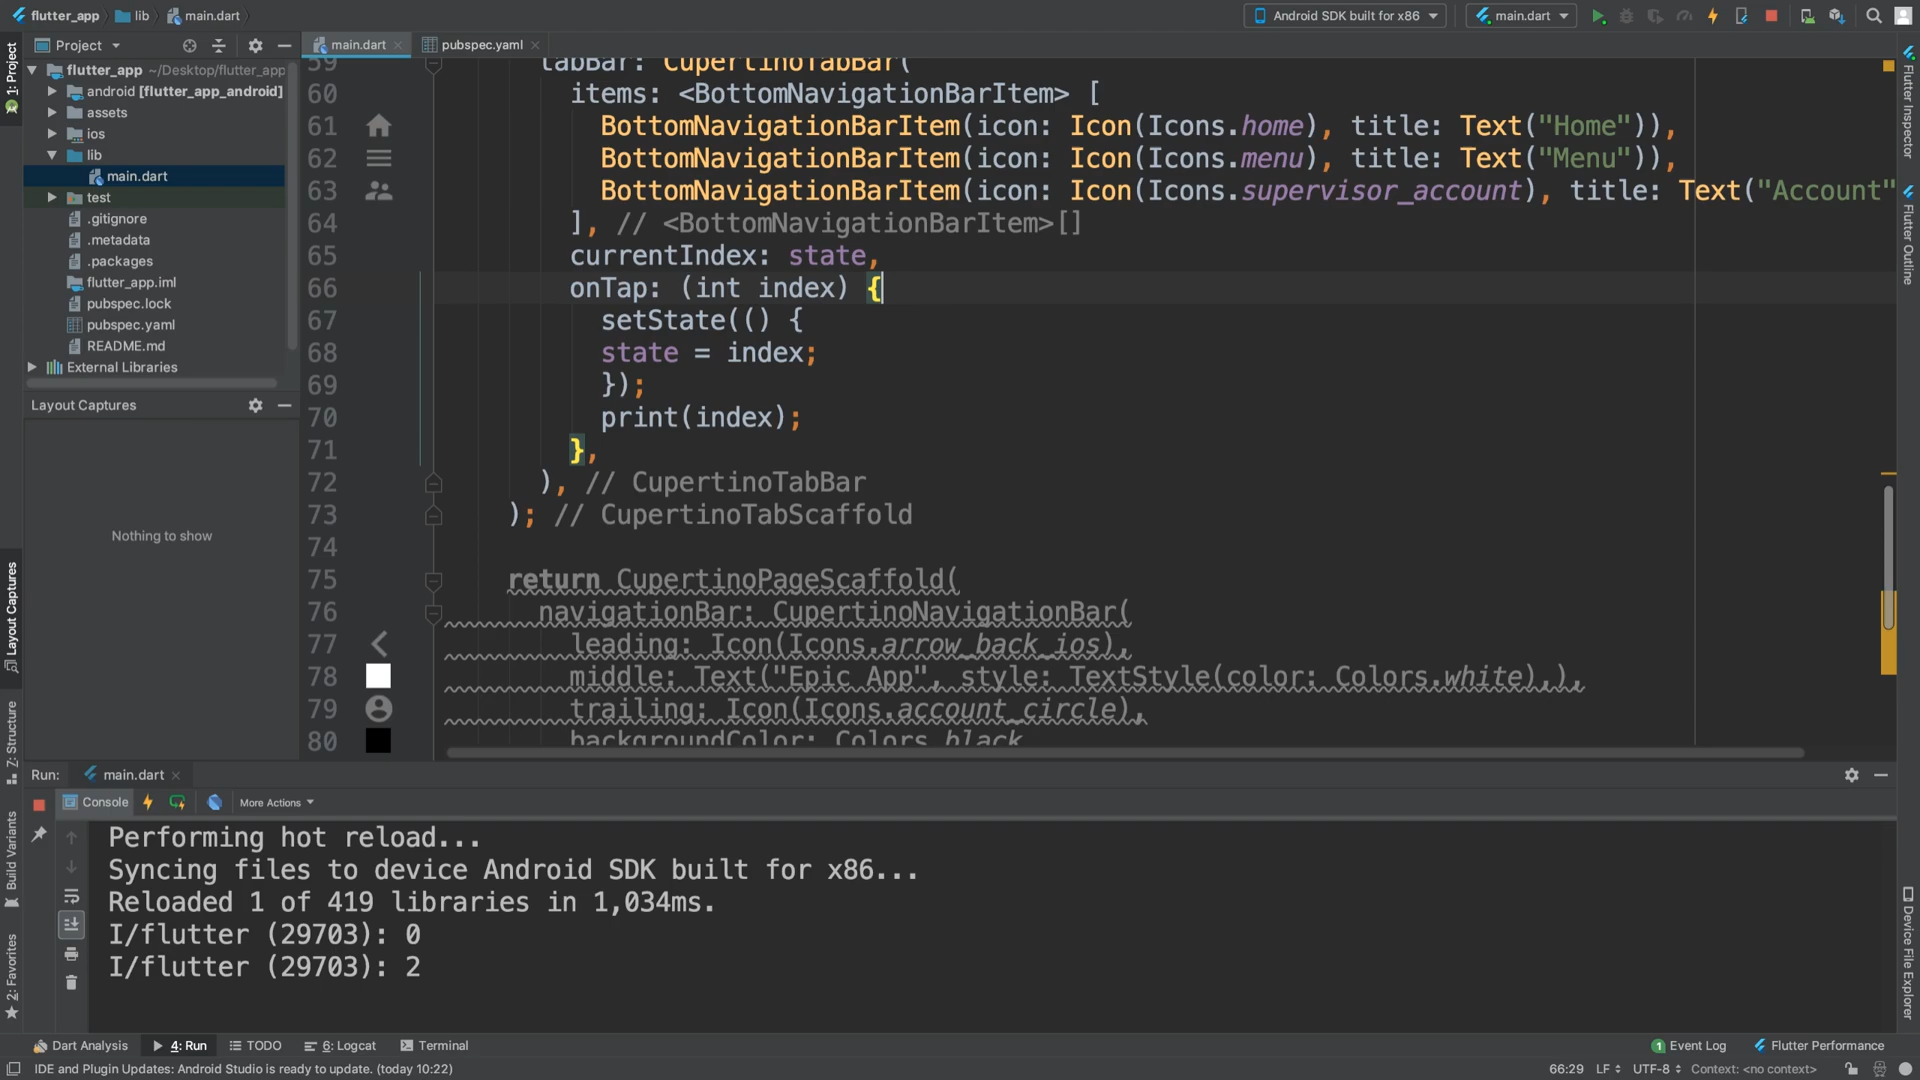 flutter_app
lib
main.dart
Android SDK built for x86
main.dart
1: Project
Project
main.dart
pubspec.yaml
flutter_app ~/Desktop/flutter_app
android [flutter_app_android]
assets
ios
lib
main.dart
test
.gitignore
.metadata
.packages
flutter_app.iml
pubspec.lock
pubspec.yaml
README.md
External Libraries
Layout Captures
Nothing to show
59 tabBar: CupertinoTabBar(
60 items: <BottomNavigationBarItem> [
61 BottomNavigationBarItem(icon: Icon(Icons.home), title: Text("Home")),
62 BottomNavigationBarItem(icon: Icon(Icons.menu), title: Text("Menu")),
63 BottomNavigationBarItem(icon: Icon(Icons.supervisor_account), title: Text("Account"
64 ], // <BottomNavigationBarItem>[]
65 currentIndex: state,
66 onTap: (int index) {
67 setState(() {
68 state = index;
69 });
70 print(index);
71 },
72 ), // CupertinoTabBar
73 ); // CupertinoTabScaffold
74
75 return CupertinoPageScaffold(
76 navigationBar: CupertinoNavigationBar(
77 leading: Icon(Icons.arrow_back_ios),
78 middle: Text("Epic App", style: TextStyle(color: Colors.white),),
79 trailing: Icon(Icons.account_circle),
80 backgroundColor: Colors.black
Flutter Inspector
Flutter Outline
Device File Explorer
Layout Captures
Z: Structure
Build Variants
2: Favorites
Run:
main.dart
Console
More Actions
Performing hot reload...
Syncing files to device Android SDK built for x86...
Reloaded 1 of 419 libraries in 1,034ms.
I/flutter (29703): 0
I/flutter (29703): 2
Dart Analysis
4: Run
TODO
6: Logcat
Terminal
1 Event Log
Flutter Performance
IDE and Plugin Updates: Android Studio is ready to update. (today 10:22)
66:29
LF
UTF-8
Context: <no context>